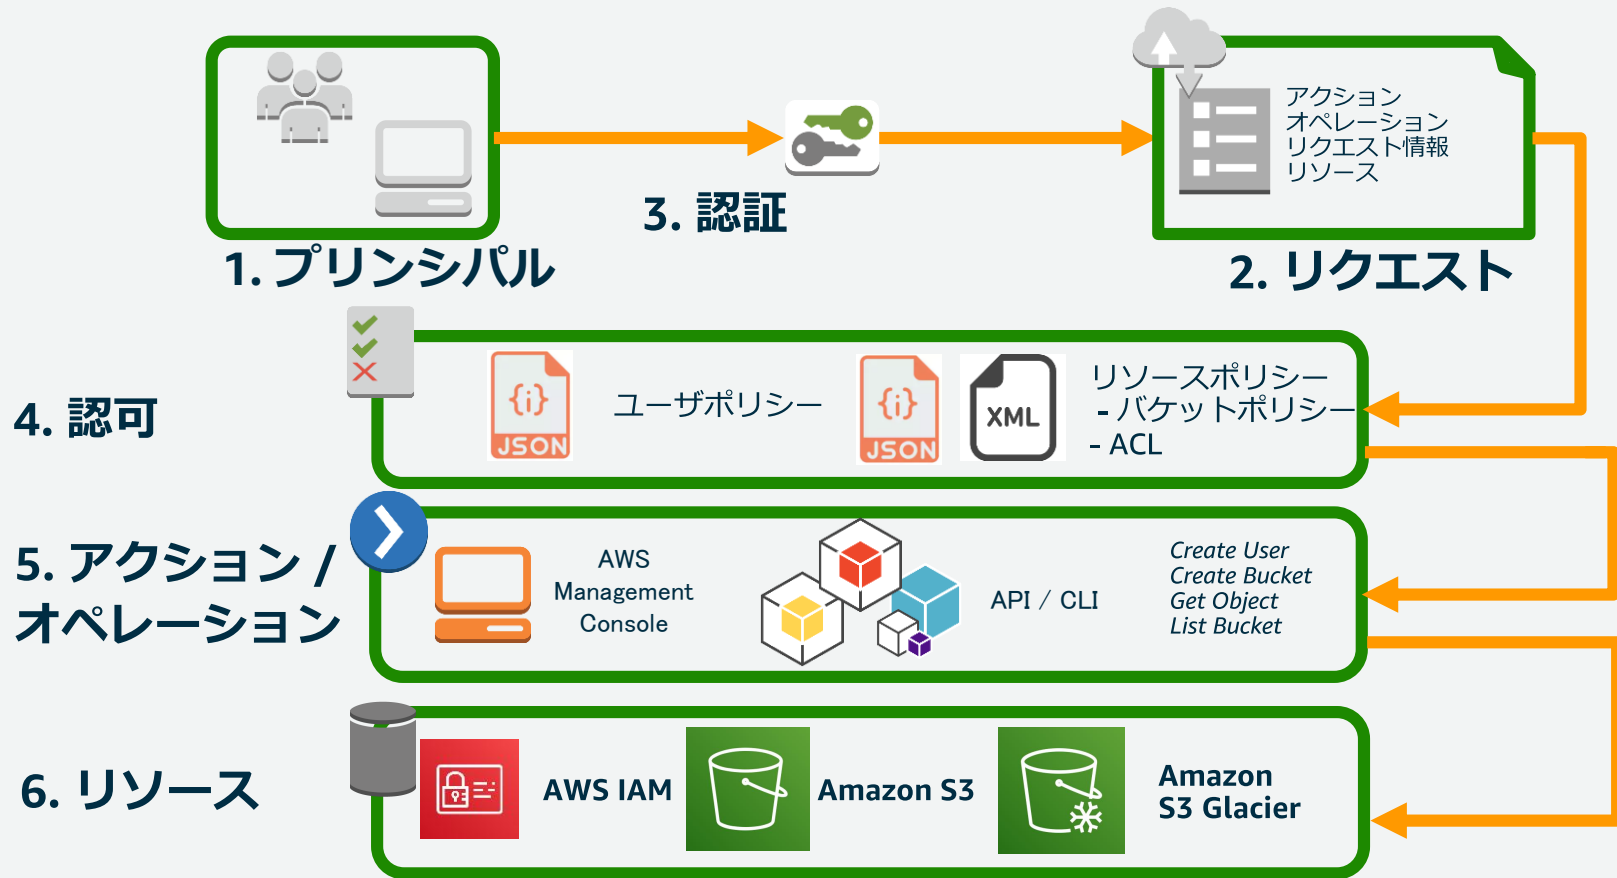 アクション
オペレーション
リクエスト情報
リソース
3. 認証
1. プリンシパル
2. リクエスト
4. 認可
JSON
ユーザポリシー
JSON
XML
リソースポリシー
- バケットポリシー
- ACL
5. アクション /
オペレーション
AWS
Management
Console
API / CLI
Create User
Create Bucket
Get Object
List Bucket
6. リソース
AWS IAM
Amazon S3
Amazon
S3 Glacier